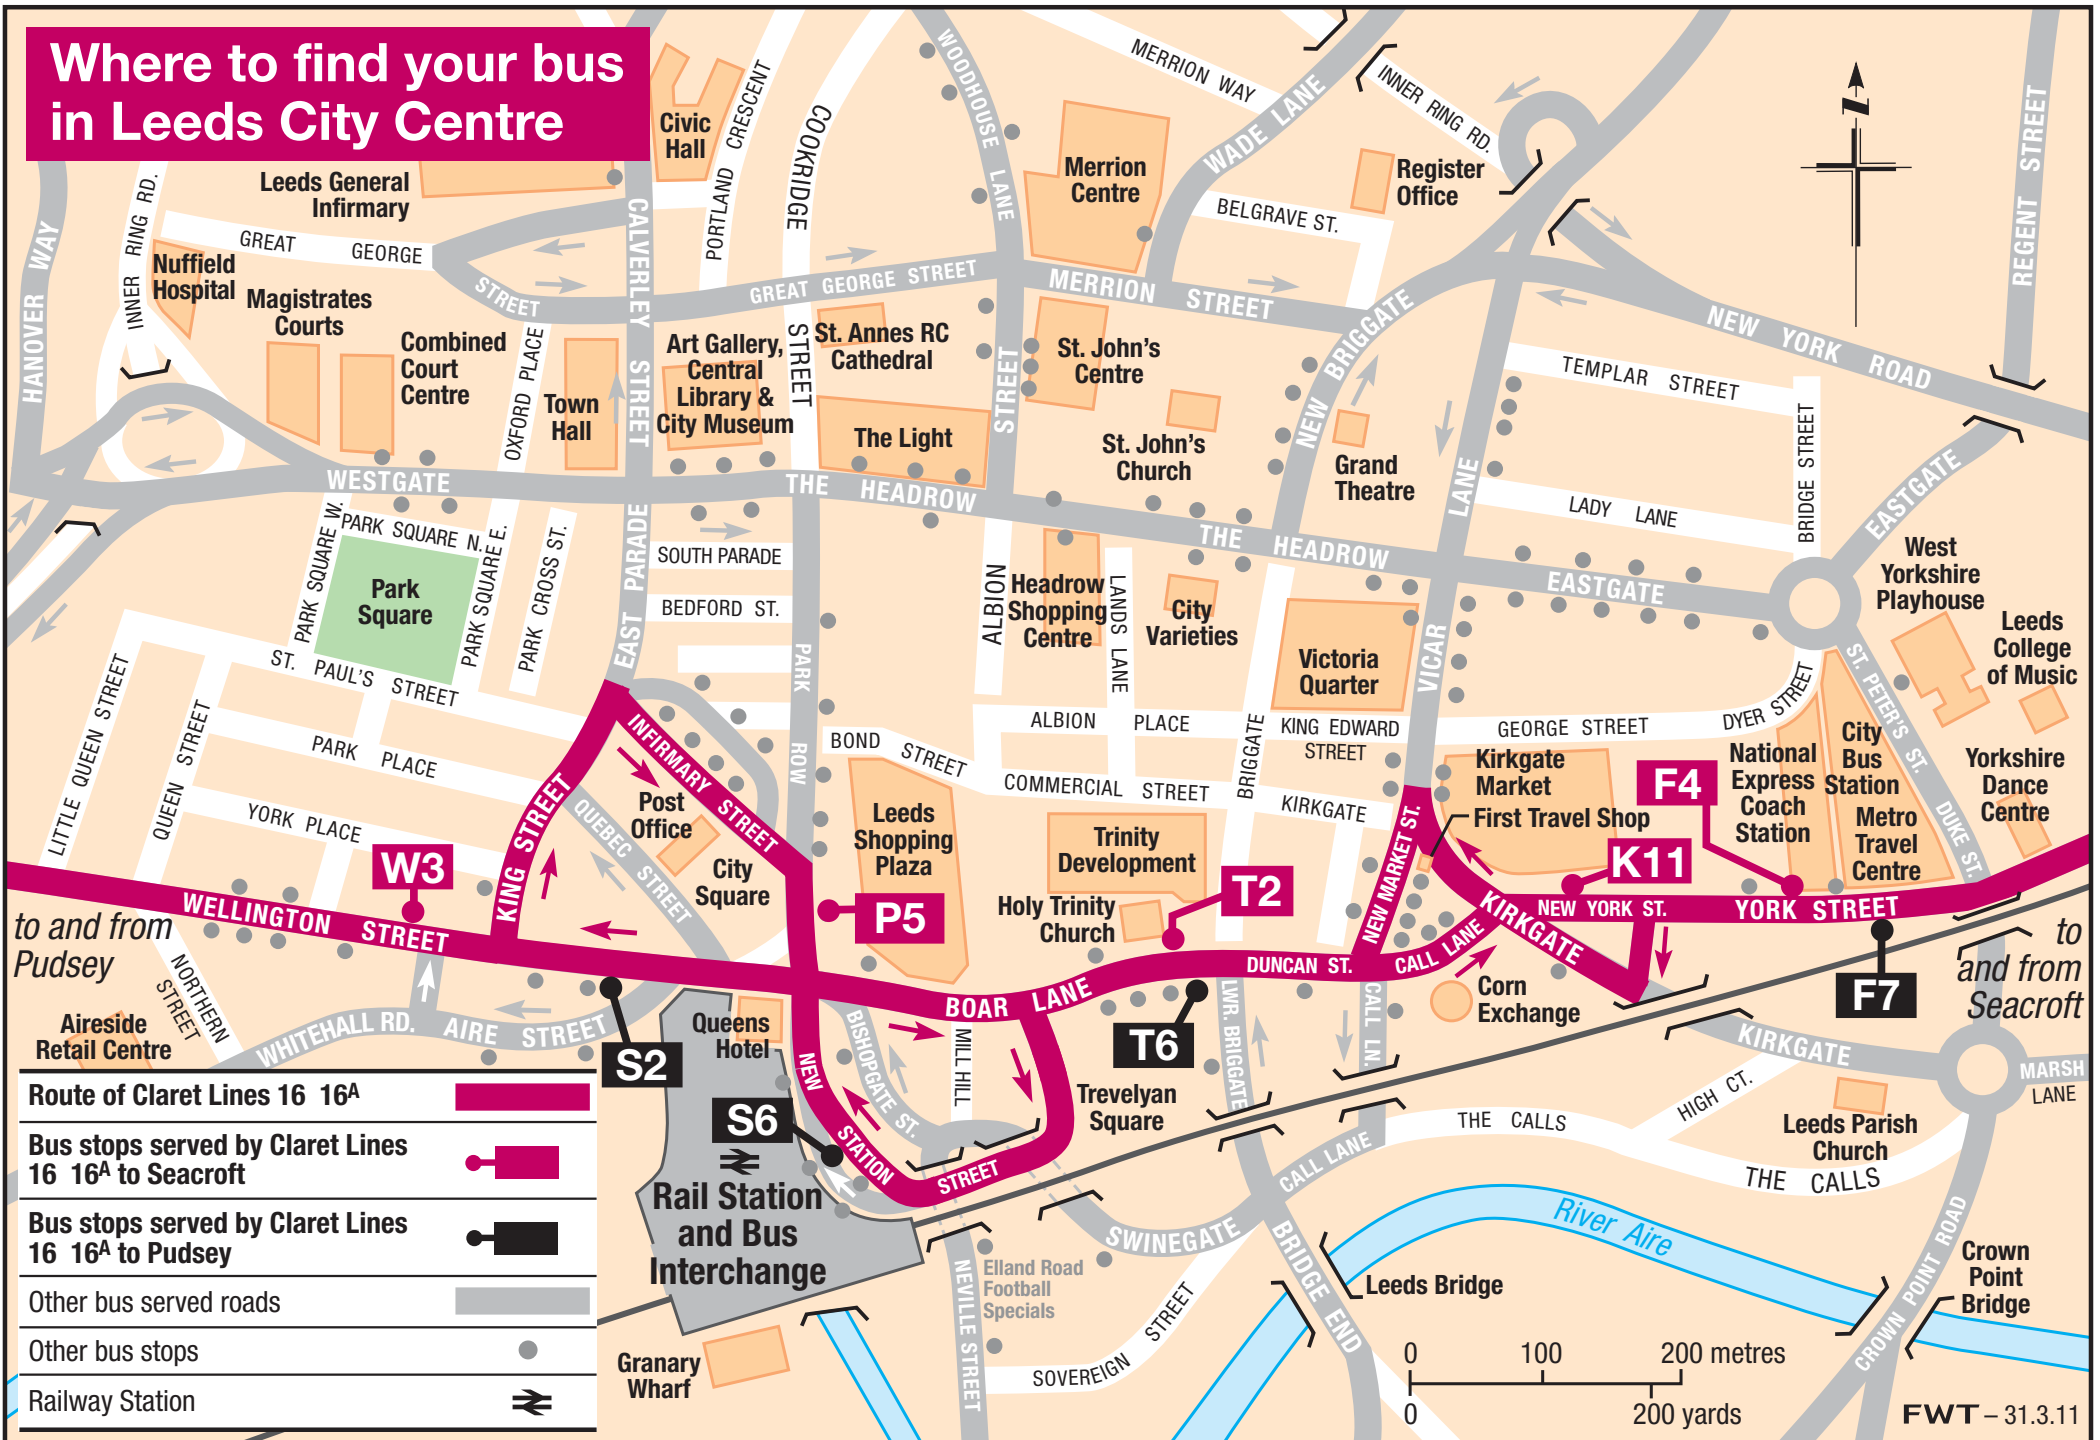 Where to find your bus
in Leeds City Centre
Civic
Hall
PORTLAND CRESCENT
COOKRIDGE
STREET
WOODHOUSE LANE
MERRION WAY
WADE LANE
INNER RING RD.
REGENT STREET
N
Merrion
Centre
Register
Office
BELGRAVE ST.
Leeds General
Infirmary
INNER RING RD.
HANOVER WAY
GREAT GEORGE
STREET
Nuffield
Hospital
Magistrates
Courts
Combined
Court
Centre
OXFORD PLACE
Town
Hall
CALVERLEY STREET
GREAT GEORGE STREET
MERRION STREET
Art Gallery,
Central
Library &
City Museum
St. Annes RC
Cathedral
The Light
STREET
St. John's
Centre
St. John's
Church
NEW BRIGGATE
Grand
Theatre
NEW YORK ROAD
TEMPLAR STREET
LADY LANE
BRIDGE STREET
EASTGATE
VICAR LANE
WESTGATE
THE HEADROW
THE HEADROW
EASTGATE
PARK SQUARE W.
PARK SQUARE N.
PARK SQUARE E.
PARK CROSS ST.
Park
Square
EAST PARADE
SOUTH PARADE
BEDFORD ST.
PARK ROW
ALBION
Headrow
Shopping
Centre
LANDS LANE
City
Varieties
Victoria
Quarter
West
Yorkshire
Playhouse
Leeds
College
of Music
ST. PETER'S ST.
DUKE ST.
Yorkshire
Dance
Centre
LITTLE QUEEN STREET
QUEEN STREET
ST. PAUL'S STREET
PARK PLACE
YORK PLACE
KING STREET
INFIRMARY STREET
QUEBEC STREET
Post
Office
City
Square
BOND STREET
ALBION PLACE
COMMERCIAL STREET
BRIGGATE
KING EDWARD
STREET
KIRKGATE
GEORGE STREET
DYER STREET
Kirkgate
Market
First Travel Shop
National
Express
Coach
Station
City
Bus
Station
Metro
Travel
Centre
Leeds
Shopping
Plaza
Trinity
Development
Holy Trinity
Church
W3
P5
T2
K11
F4
F7
T6
S2
S6
NEW MARKET ST.
KIRKGATE
NEW YORK ST.
YORK STREET
to and from
Pudsey
WELLINGTON STREET
NORTHERN
STREET
Aireside
Retail Centre
WHITEHALL RD.
AIRE STREET
BOAR LANE
DUNCAN ST.
CALL LANE
Corn
Exchange
to
and from
Seacroft
Queens
Hotel
NEW STATION STREET
BISHOPGATE ST.
MILL HILL
Trevelyan
Square
LWR. BRIGGATE
CALL LN.
KIRKGATE
MARSH
LANE
HIGH CT.
THE CALLS
THE CALLS
Leeds Parish
Church
Rail Station
and Bus
Interchange
CALL LANE
SWINEGATE
BRIDGE END
River Aire
Leeds Bridge
CROWN POINT ROAD
Crown
Point
Bridge
NEVILLE STREET
Elland Road
Football
Specials
SOVEREIGN STREET
Granary
Wharf
Route of Claret Lines 16 16A
Bus stops served by Claret Lines
16 16A to Seacroft
Bus stops served by Claret Lines
16 16A to Pudsey
Other bus served roads
Other bus stops
Railway Station
0 100 200 metres
0 200 yards
FWT – 31.3.11